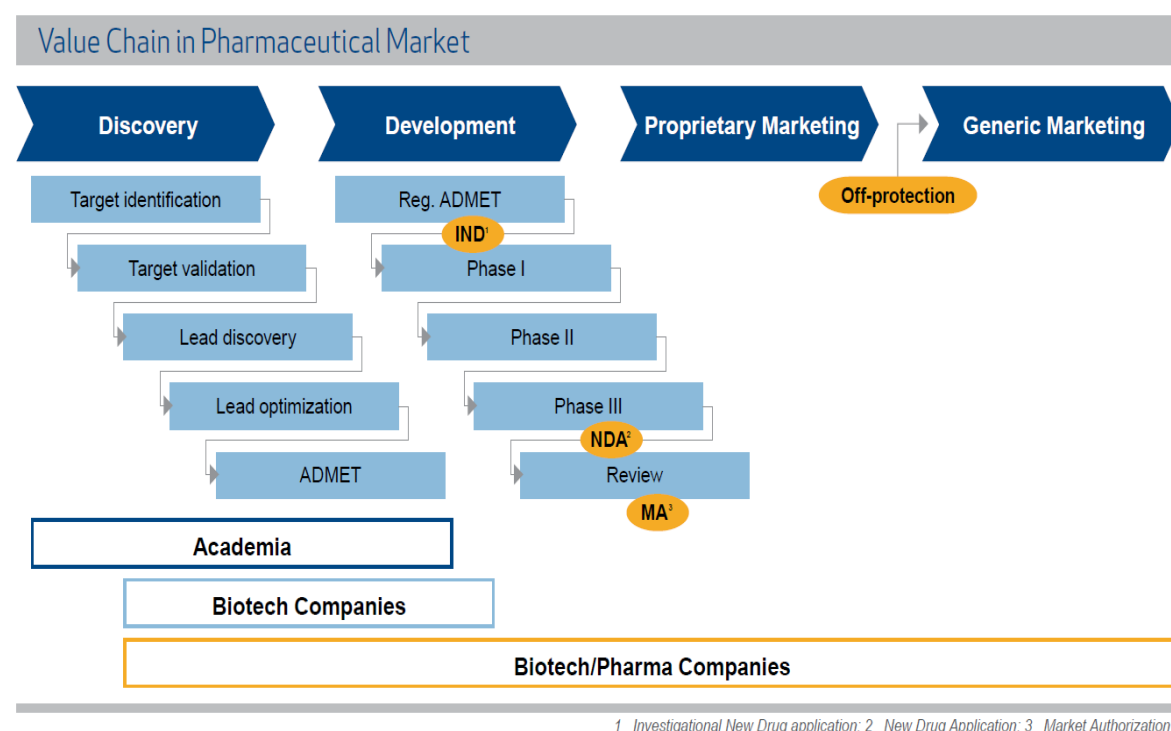 Value Chain in Pharmaceutical Market
Discovery
Development
Proprietary Marketing
Generic Marketing
Off-protection
Target identification
Target validation
Lead discovery
Lead optimization
ADMET
Reg. ADMET
IND¹
Phase I
Phase II
Phase III
NDA²
Review
MA³
Academia
Biotech Companies
Biotech/Pharma Companies
1 Investigational New Drug application; 2 New Drug Application; 3 Market Authorization